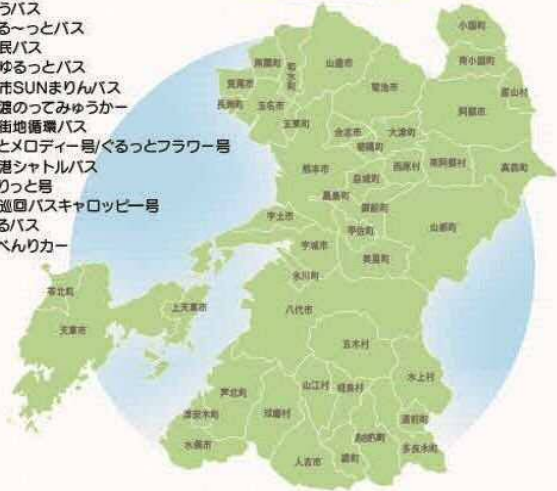 うバス
る～っとバス
民バス
ゆるっとバス
市SUNまりんバス
渡のってみゅうかー
街地循環バス
とメロディー号/ぐるっとフラワー号
港シャトルバス
りっと号
巡回バスキャロッピー号
るバス
べんりカー
小国町
南小国町
産山村
阿蘇市
高森町
南阿蘇村
西原村
大津町
菊池市
山鹿市
和水町
南関町
荒尾市
長洲町
玉名市
玉東町
合志市
菊陽町
熊本市
益城町
嘉島町
御船町
山都町
甲佐町
美里町
宇土市
宇城市
氷川町
八代市
上天草市
苓北町
天草市
五木村
水上村
山江村
相良村
湯前町
多良木町
あさぎり町
錦町
人吉市
球磨村
芦北町
津奈木町
水俣市